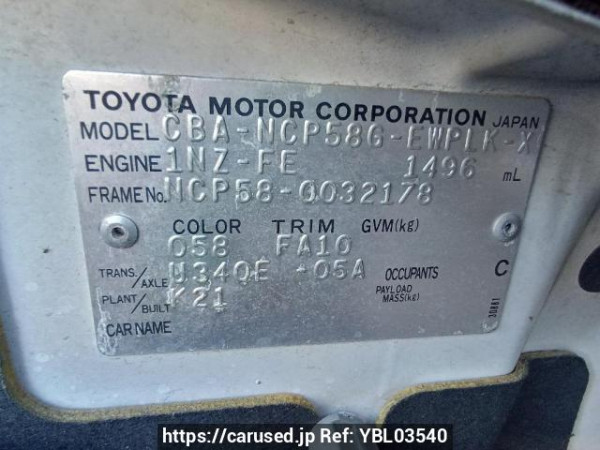 TOYOTA MOTOR CORPORATION JAPAN
MODEL CBA-NCP58G-EWPLK-X
ENGINE 1NZ-FE 1496 mL
FRAME No. NCP58-0032178
COLOR TRIM GVM(kg)
058 FA10
TRANS./AXLE U340E -05A OCCUPANTS C
PLANT/BUILT K21 PAYLOAD MASS(kg)
CAR NAME
https://carused.jp Ref: YBL03540